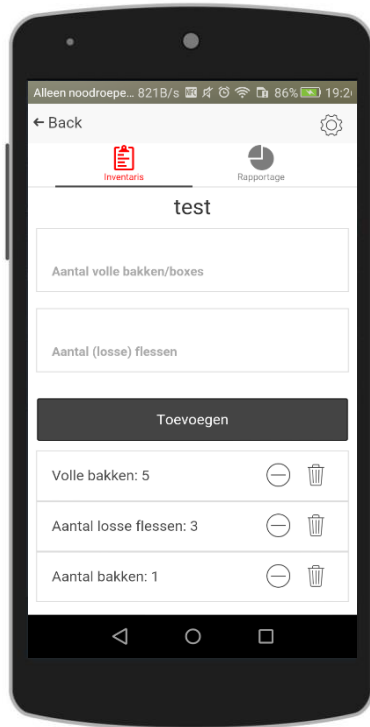 Alleen noodroepe... 821B/s 86% 19:2
← Back
Inventaris Rapportage
test
Aantal volle bakken/boxes
Aantal (losse) flessen
Toevoegen
Volle bakken: 5
Aantal losse flessen: 3
Aantal bakken: 1